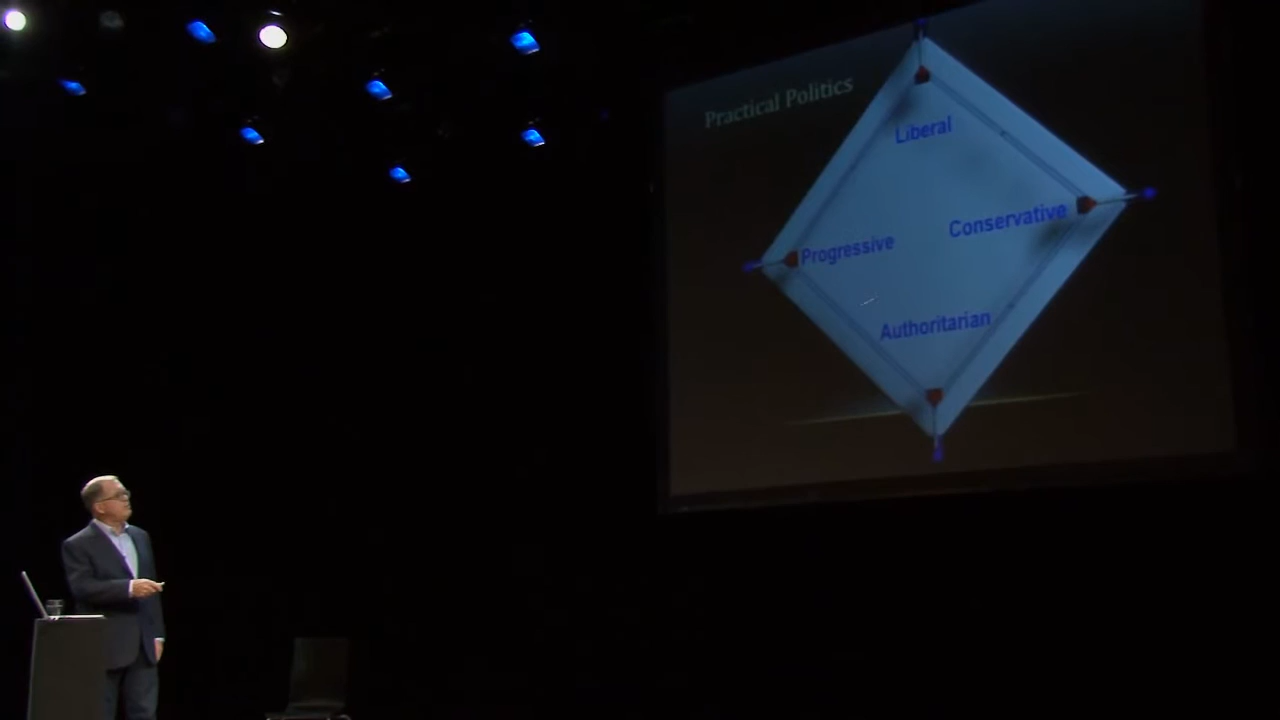 Practical Politics
Liberal
Conservative
Progressive
Authoritarian